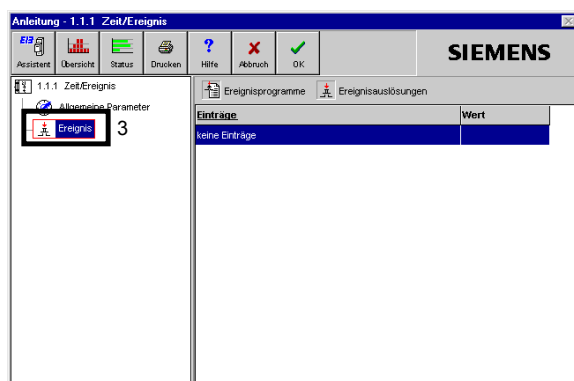 Anleitung - 1.1.1 Zeit/Ereignis
EIB
Assistent Übersicht Status Drucken Hilfe Abbruch OK
SIEMENS
1.1.1 Zeit/Ereignis
Allgemeine Parameter
Ereignis 3
Ereignisprogramme Ereignisauslösungen
Einträge Wert
keine Einträge